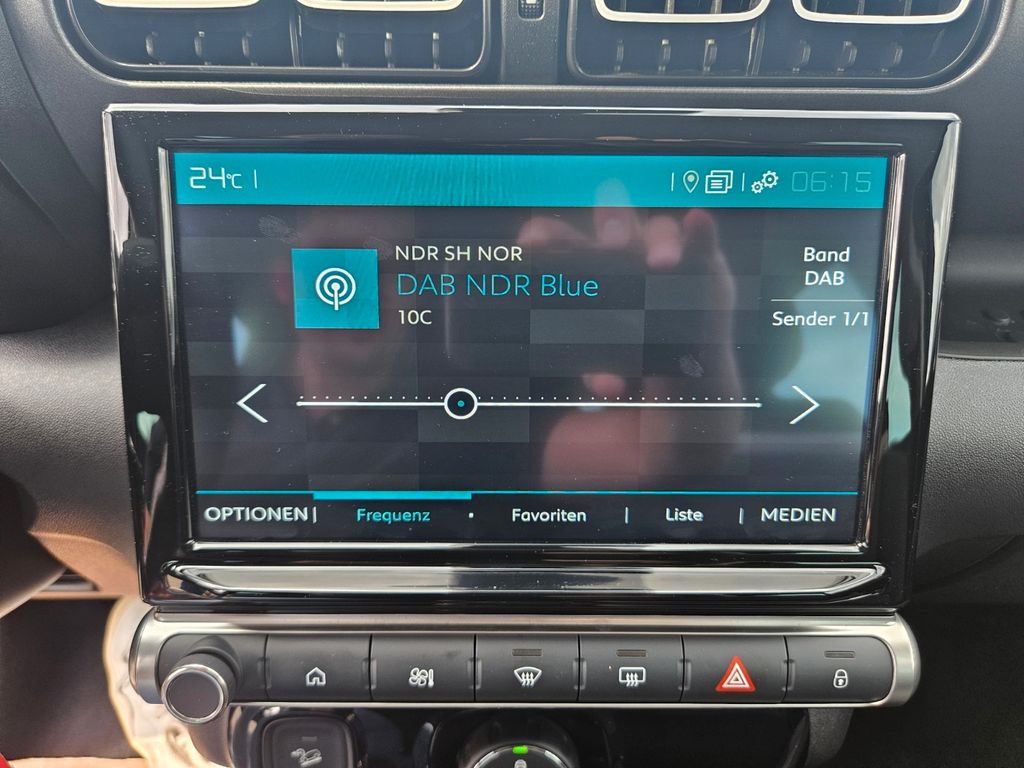 24°C
06:15
NDR SH NOR
DAB NDR Blue
10C
Band
DAB
Sender 1/1
OPTIONEN
Frequenz
Favoriten
Liste
MEDIEN